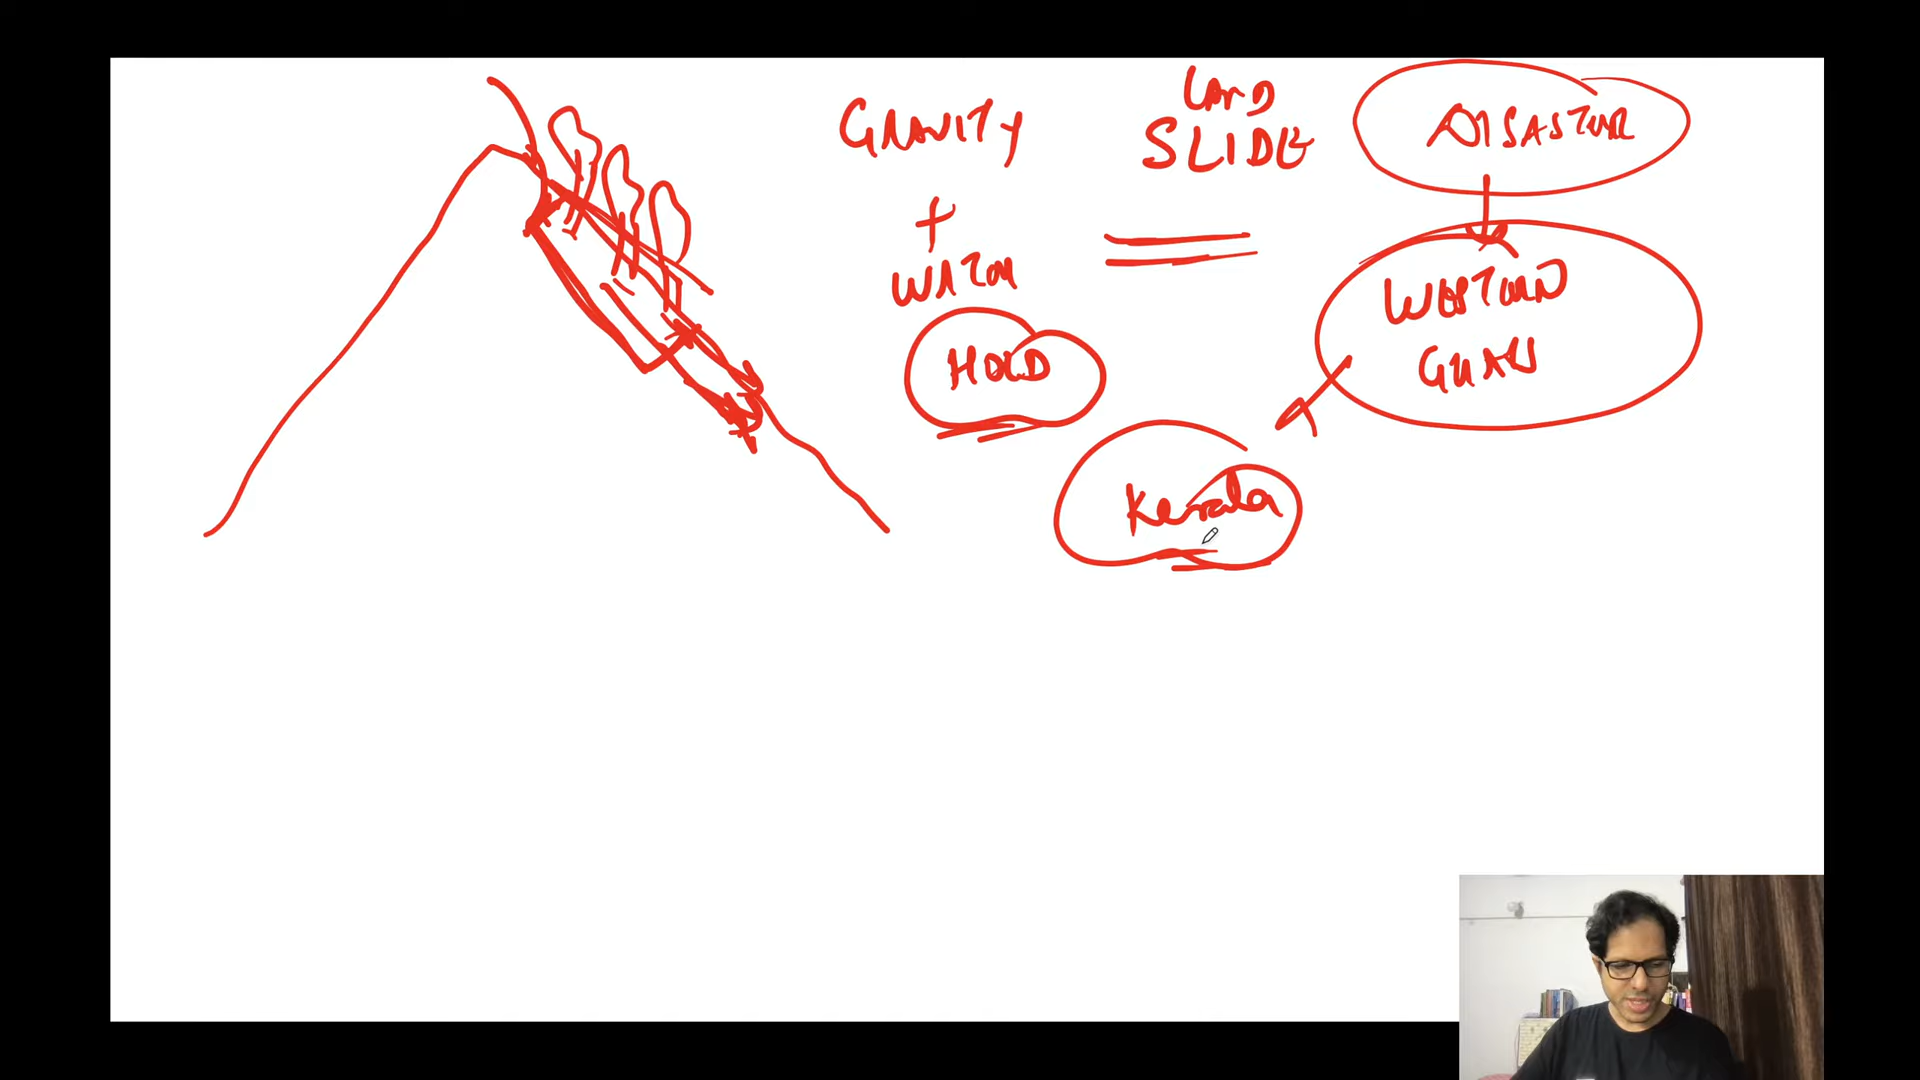 GRAVITY
+
WATER
HOLD
LAND
SLIDE
DISASTER
WESTERN
GHATS
Kerala